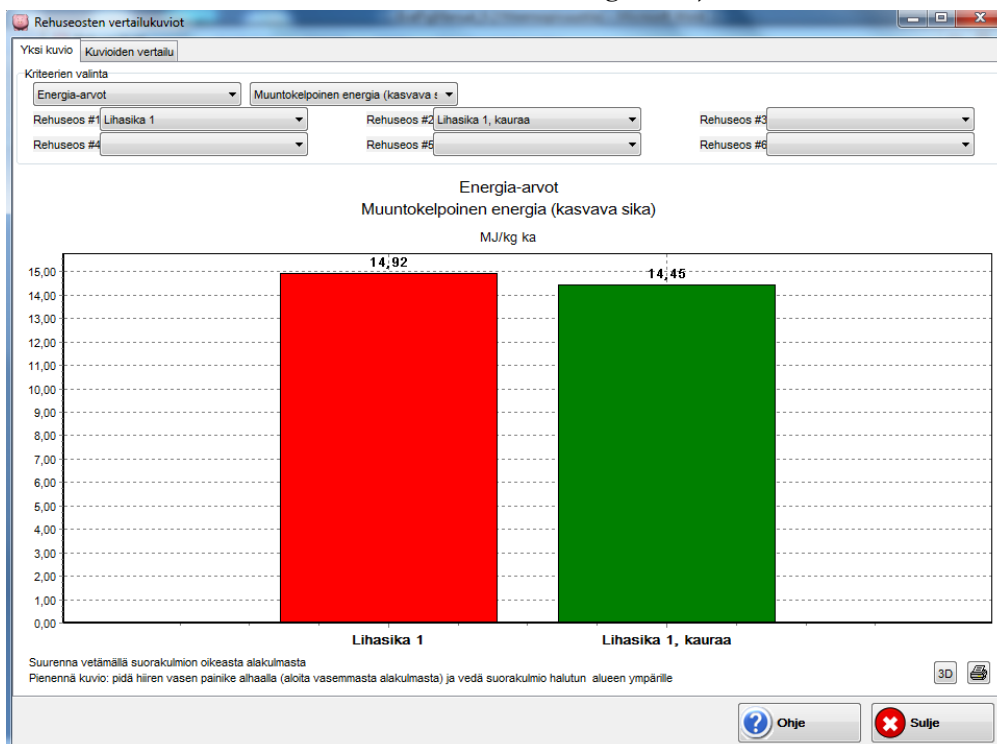 Rehuseosten vertailukuviot
Yksi kuvio Kuvioiden vertailu
Kriteerien valinta
Energia-arvot Muuntokelpoinen energia (kasvava s
Rehuseos #1 Lihasika 1 Rehuseos #2 Lihasika 1, kauraa Rehuseos #3
Rehuseos #4 Rehuseos #5 Rehuseos #6
Energia-arvot
Muuntokelpoinen energia (kasvava sika)
MJ/kg ka
14,92
14,45
15,00
14,00
13,00
12,00
11,00
10,00
9,00
8,00
7,00
6,00
5,00
4,00
3,00
2,00
1,00
0,00
Lihasika 1 Lihasika 1, kauraa
Suurenna vetämällä suorakulmion oikeasta alakulmasta
Pienennä kuvio: pidä hiiren vasen painike alhaalla (aloita vasemmasta alakulmasta) ja vedä suorakulmio halutun alueen ympärille
3D
Ohje Sulje